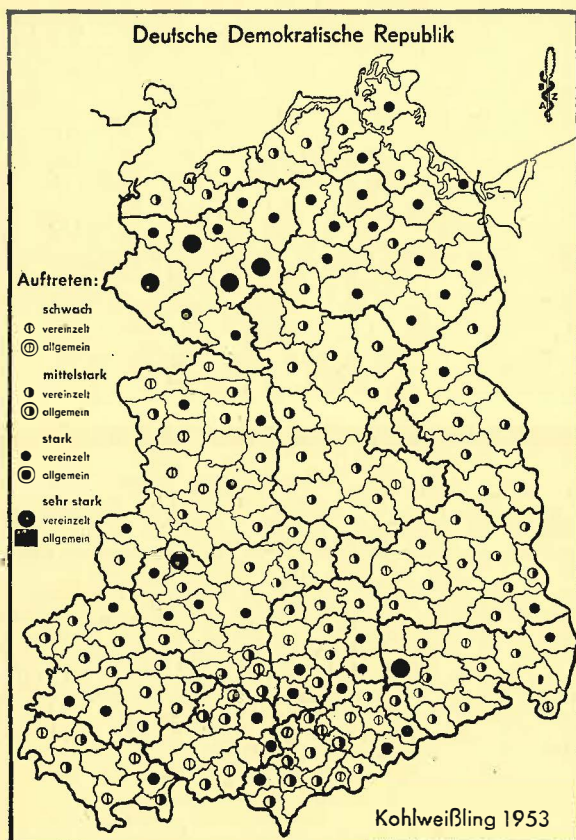 Deutsche Demokratische Republik
Auftreten:
schwach
vereinzelt
allgemein
mittelstark
vereinzelt
allgemein
stark
vereinzelt
allgemein
sehr stark
vereinzelt
allgemein
Kohlweißling 1953